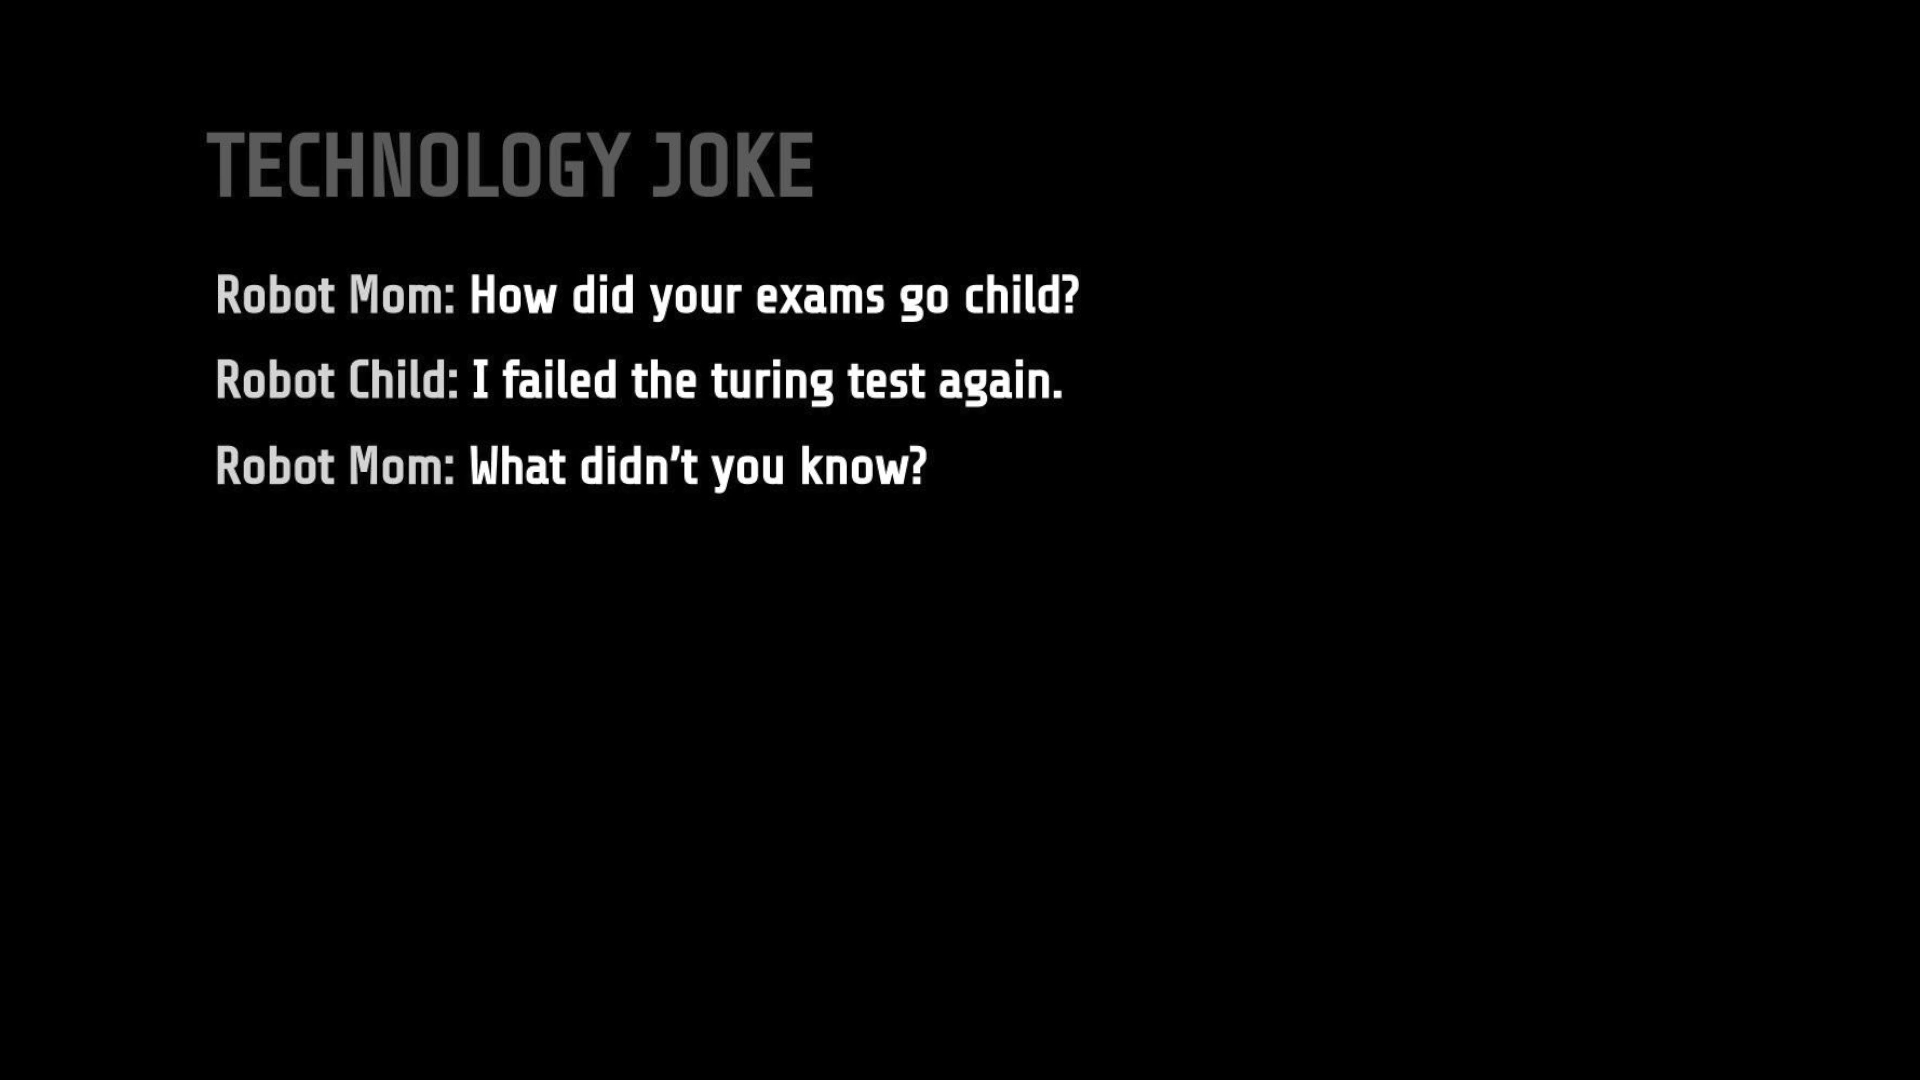 TECHNOLOGY JOKE
Robot Mom: How did your exams go child?
Robot Child: I failed the turing test again.
Robot Mom: What didn’t you know?